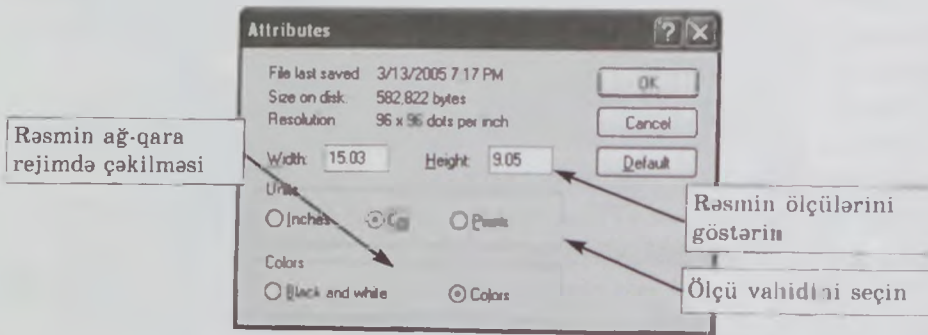 Attributes
File last saved 3/13/2005 7 17 PM
Size on disk: 582,822 bytes
Resolution 96 x 96 dots per inch
OK
Cancel
Default
Width: 15.03 Height: 9.05
Units
Inches Cm
Colors
Black and white Colors
Rəsmin ağ-qara
rejimdə çəkilməsi
Rəsmin ölçülərini
göstərin
Ölçü vahidini seçin